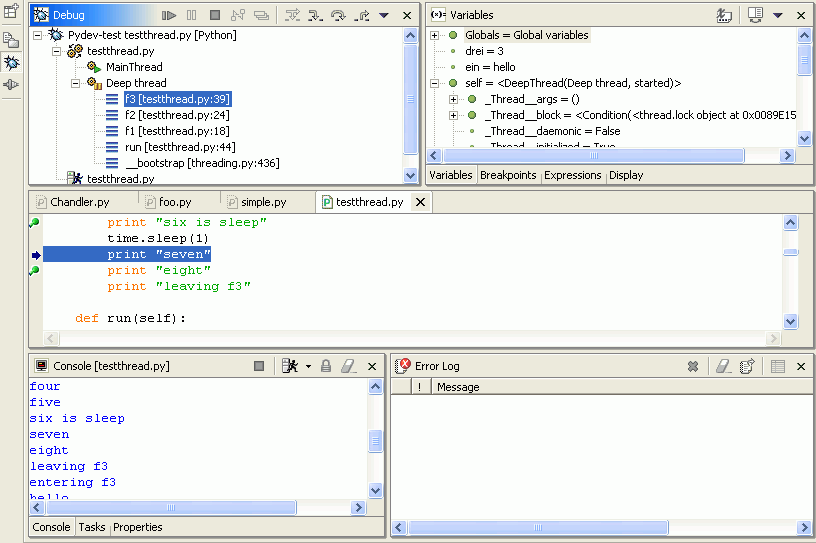 Debug
Pydev-test testthread.py [Python]
testthread.py
MainThread
Deep thread
f3 [testthread.py:39]
f2 [testthread.py:24]
f1 [testthread.py:18]
run [testthread.py:44]
__bootstrap [threading.py:436]
testthread.py
(x)= Variables
Globals = Global variables
drei = 3
ein = hello
self = <DeepThread(Deep thread, started)>
_Thread__args = ()
_Thread__block = <Condition(<thread.lock object at 0x0089E15
_Thread__daemonic = False
_Thread__initialized = True
Variables Breakpoints Expressions Display
Chandler.py foo.py simple.py testthread.py
print "six is sleep"
time.sleep(1)
print "seven"
print "eight"
print "leaving f3"
def run(self):
Console [testthread.py]
four
five
six is sleep
seven
eight
leaving f3
entering f3
hello
Console Tasks Properties
Error Log
! Message